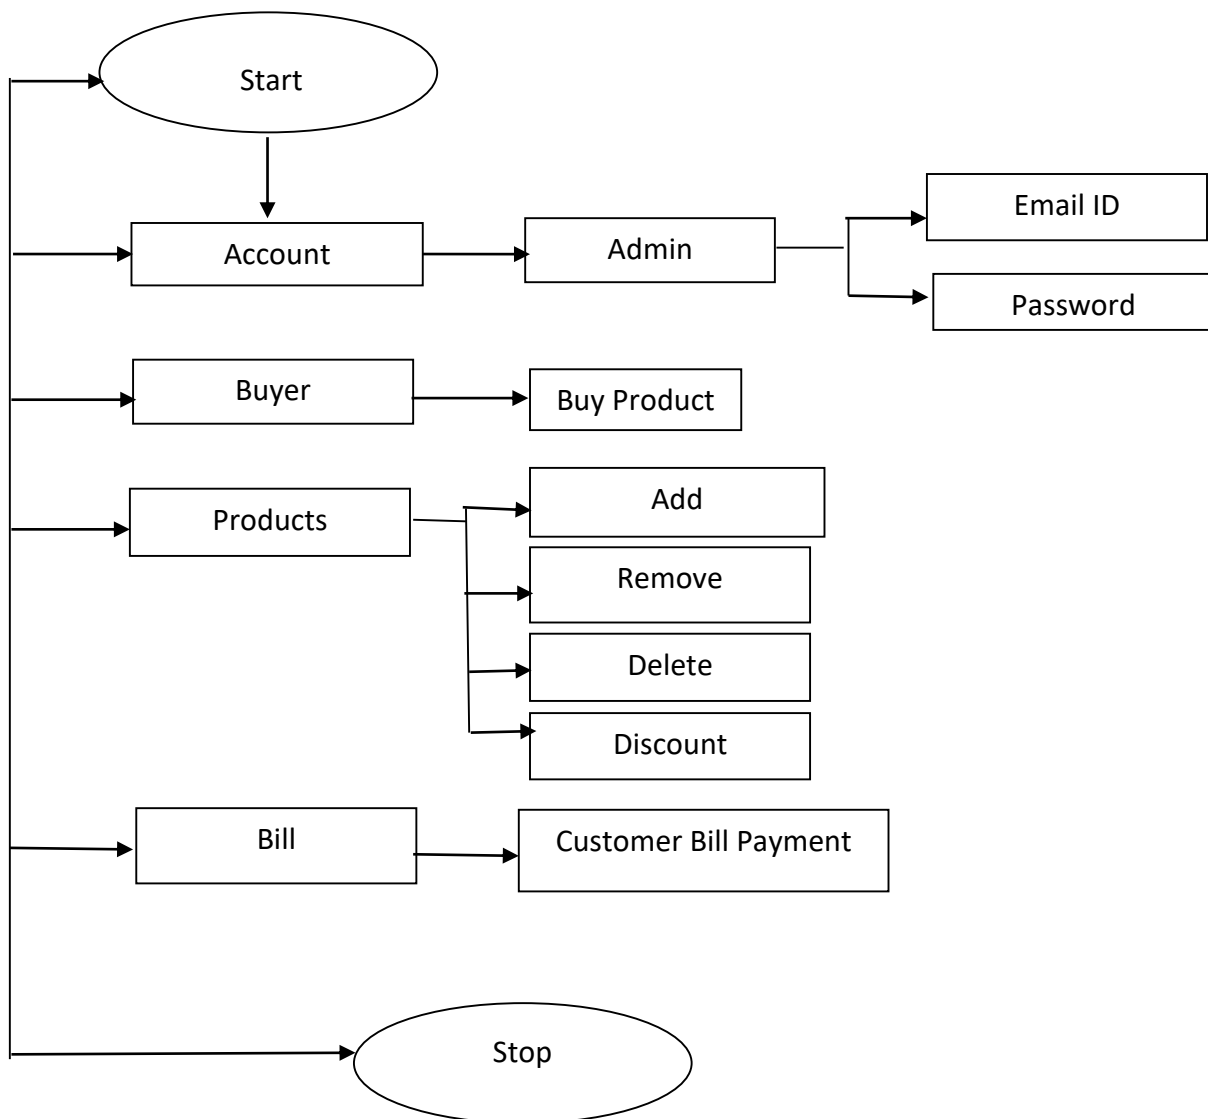 Start
Account
Admin
Email ID
Password
Buyer
Buy Product
Products
Add
Remove
Delete
Discount
Bill
Customer Bill Payment
Stop